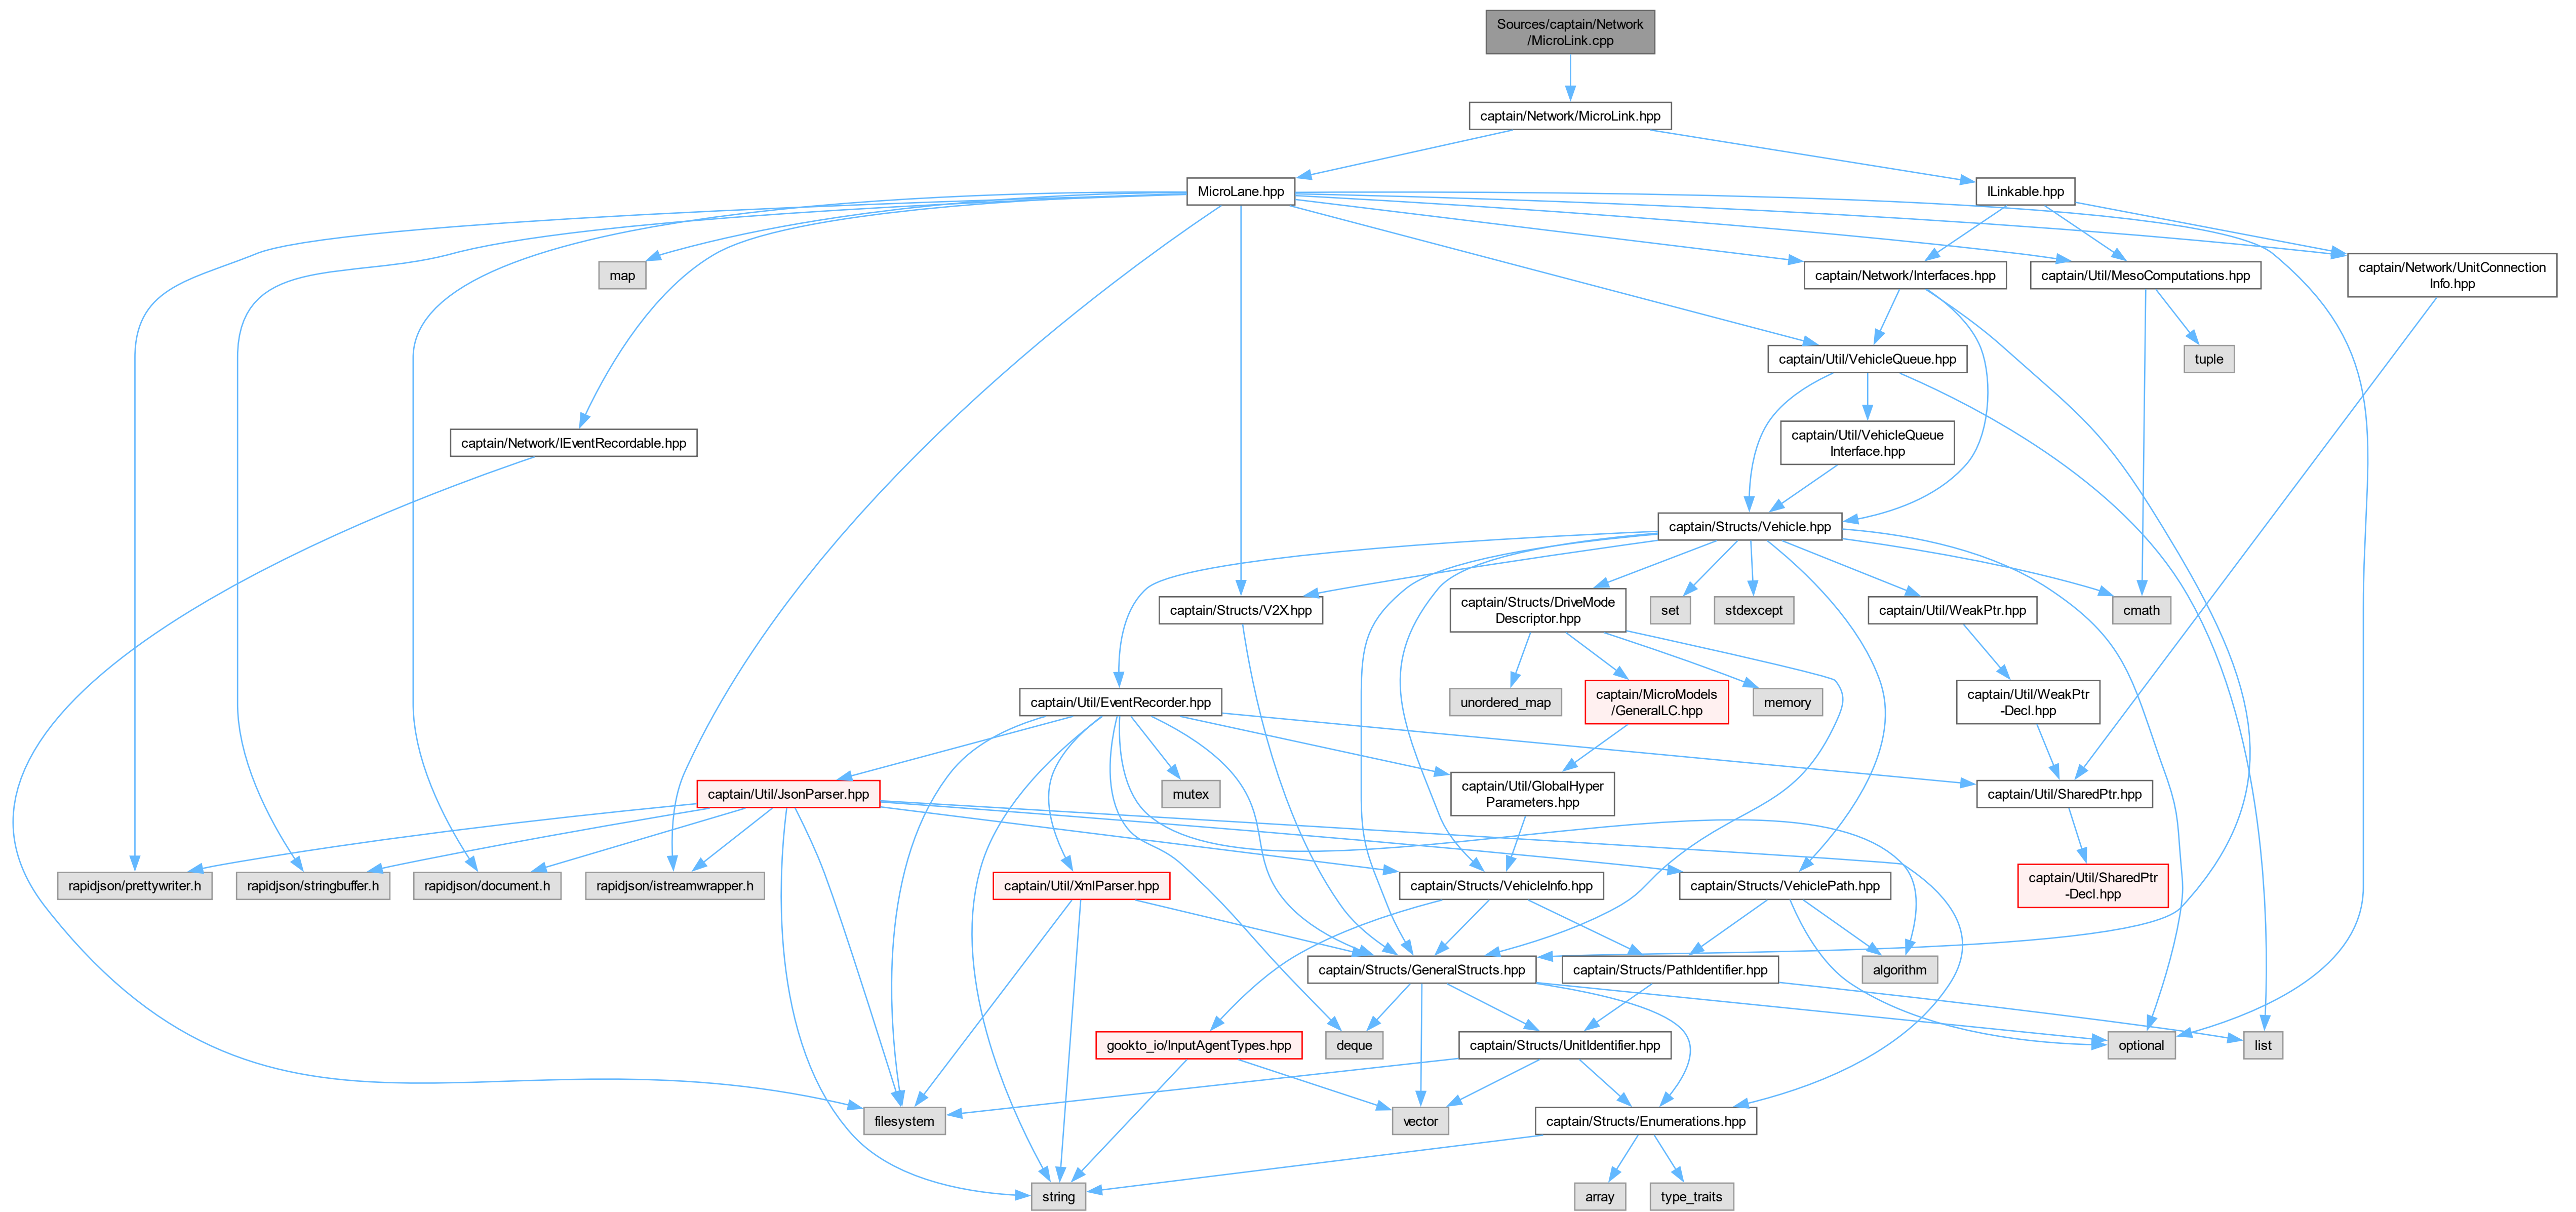 Sources/captain/Network
/MicroLink.cpp
captain/Network/MicroLink.hpp
MicroLane.hpp
ILinkable.hpp
map
captain/Network/Interfaces.hpp
captain/Util/MesoComputations.hpp
captain/Network/UnitConnection
Info.hpp
captain/Util/VehicleQueue.hpp
tuple
captain/Network/IEventRecordable.hpp
captain/Util/VehicleQueue
Interface.hpp
captain/Structs/Vehicle.hpp
captain/Structs/V2X.hpp
captain/Structs/DriveMode
Descriptor.hpp
set
stdexcept
captain/Util/WeakPtr.hpp
cmath
captain/Util/EventRecorder.hpp
unordered_map
captain/MicroModels
/GeneralLC.hpp
memory
captain/Util/WeakPtr
-Decl.hpp
captain/Util/JsonParser.hpp
mutex
captain/Util/GlobalHyper
Parameters.hpp
captain/Util/SharedPtr.hpp
rapidjson/prettywriter.h
rapidjson/stringbuffer.h
rapidjson/document.h
rapidjson/istreamwrapper.h
captain/Util/XmlParser.hpp
captain/Structs/VehicleInfo.hpp
captain/Structs/VehiclePath.hpp
captain/Util/SharedPtr
-Decl.hpp
captain/Structs/GeneralStructs.hpp
captain/Structs/PathIdentifier.hpp
algorithm
gookto_io/InputAgentTypes.hpp
deque
captain/Structs/UnitIdentifier.hpp
optional
list
filesystem
vector
captain/Structs/Enumerations.hpp
string
array
type_traits